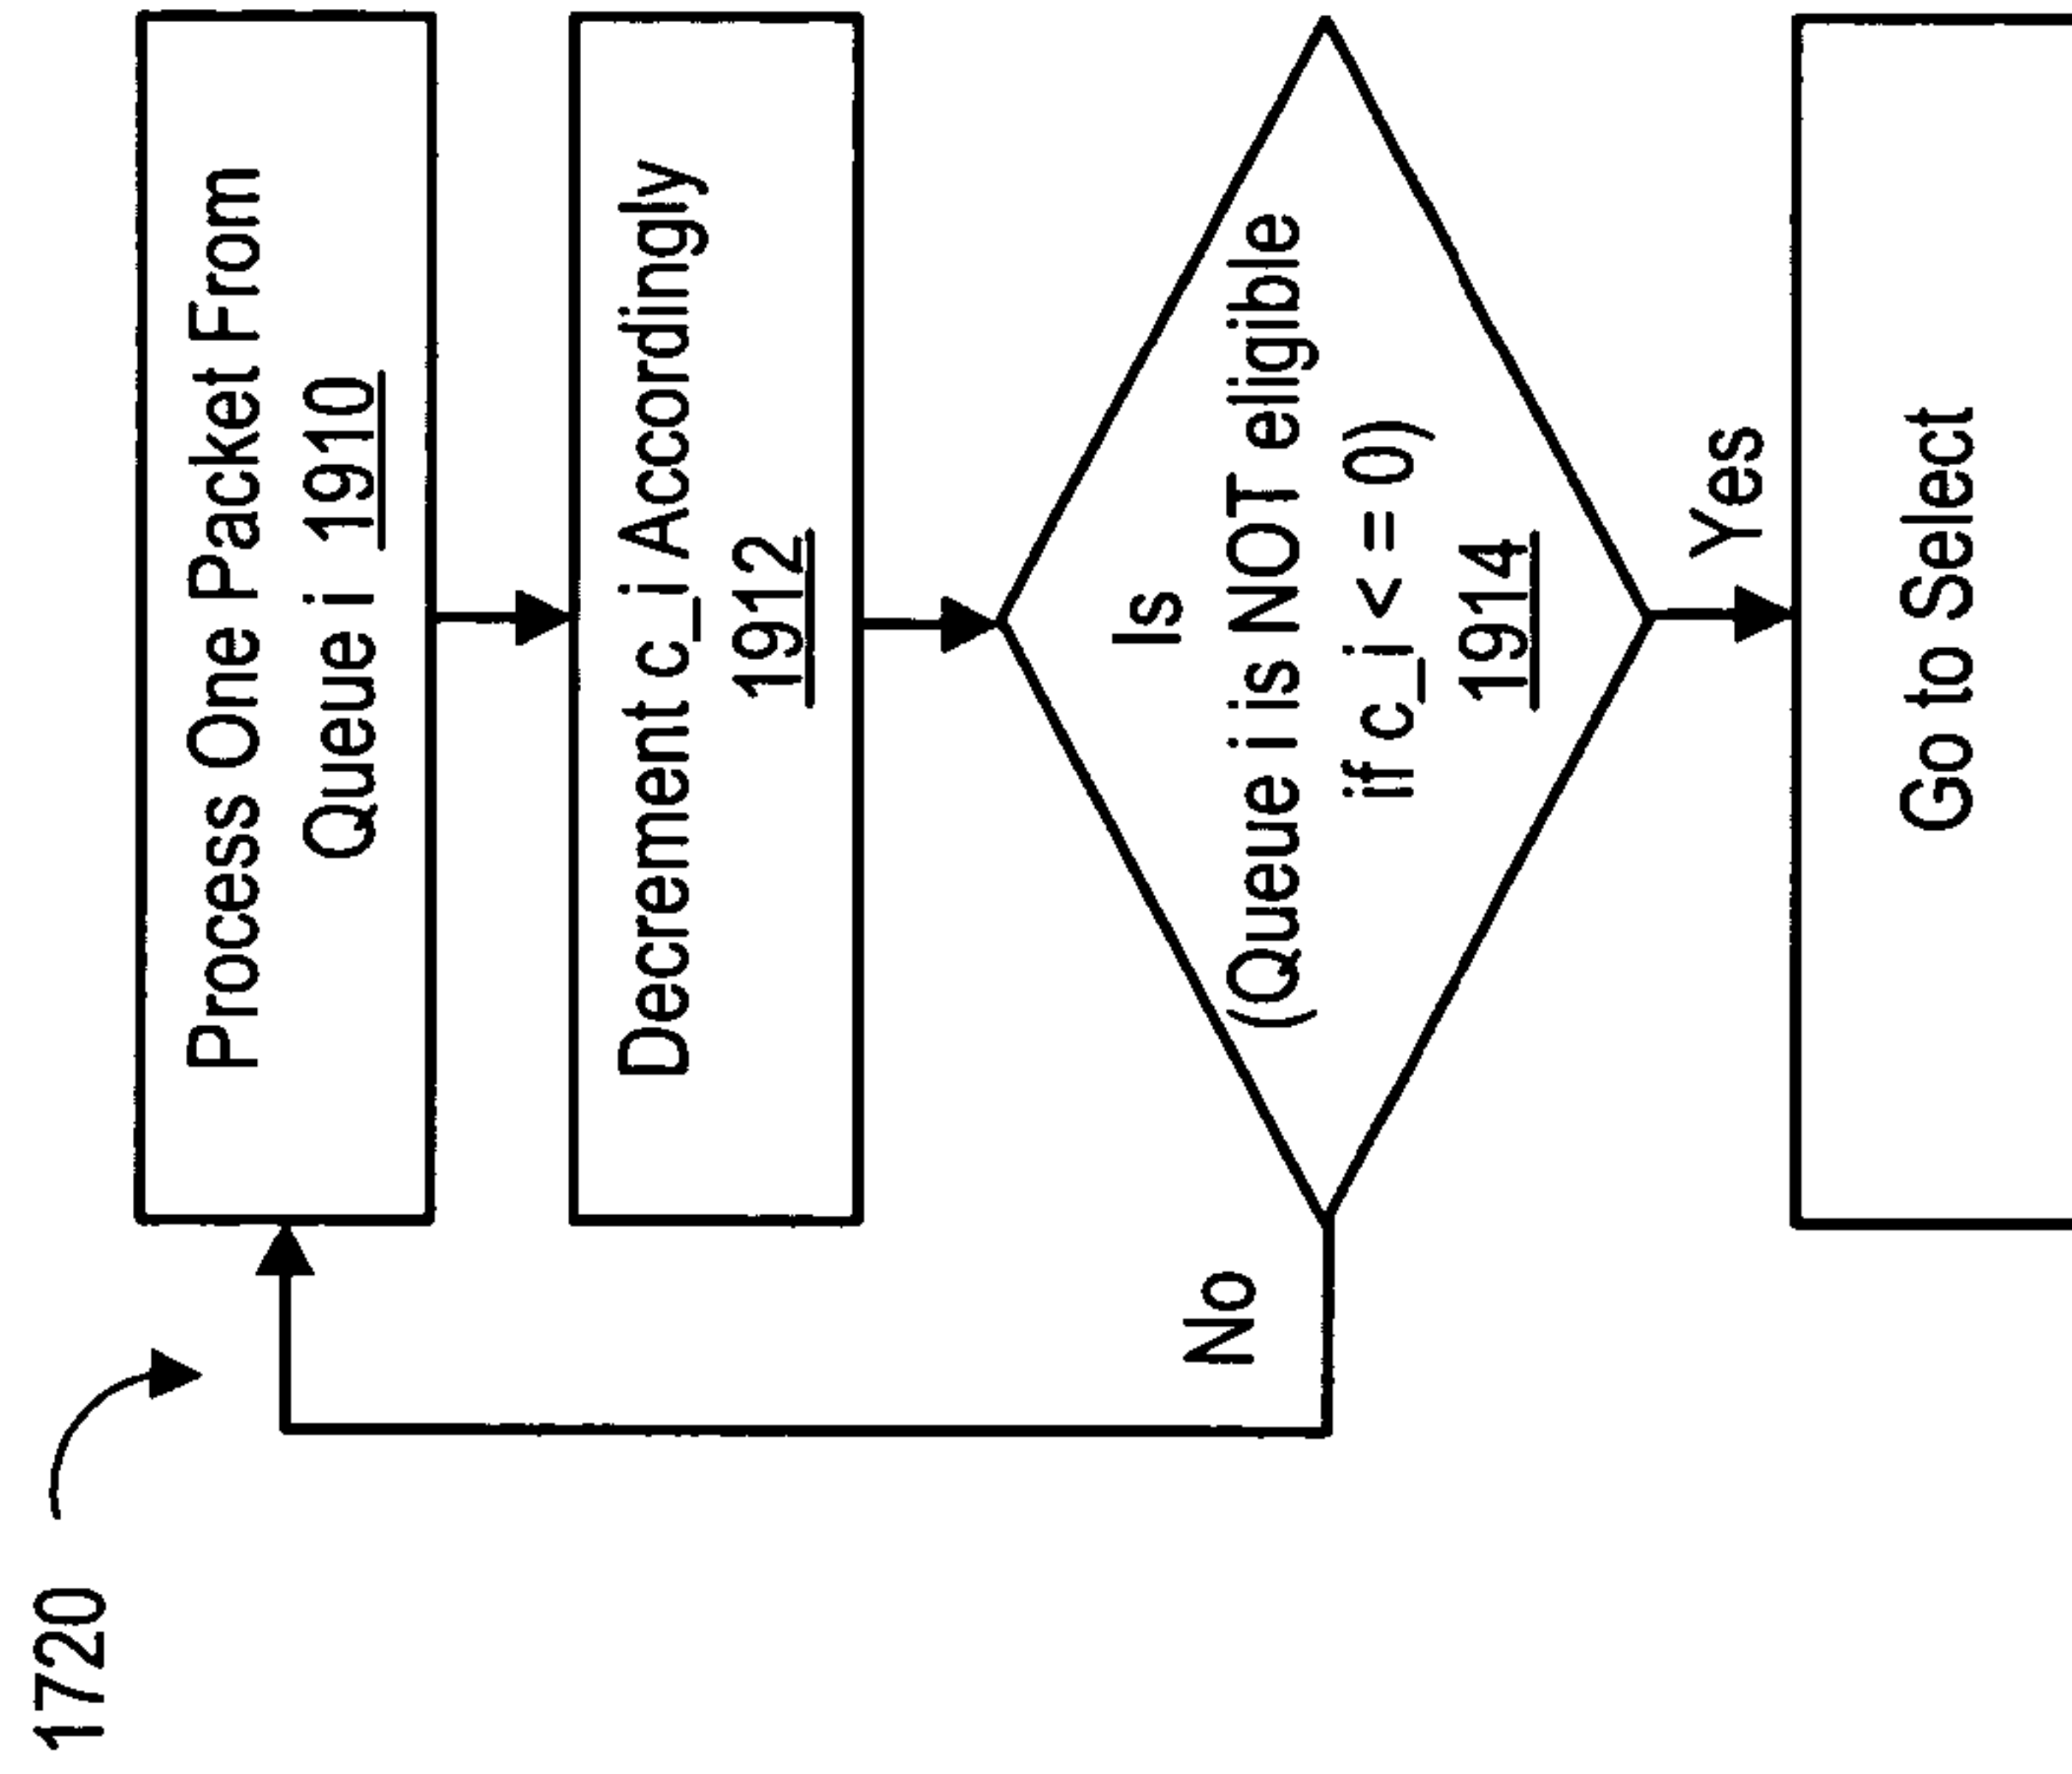 1720
Process One Packet From
Queue i 1910
Decrement c_i Accordingly
1912
Is
(Queue i is NOT eligible
if c_i < = 0)
1914
No
Yes
Go to Select